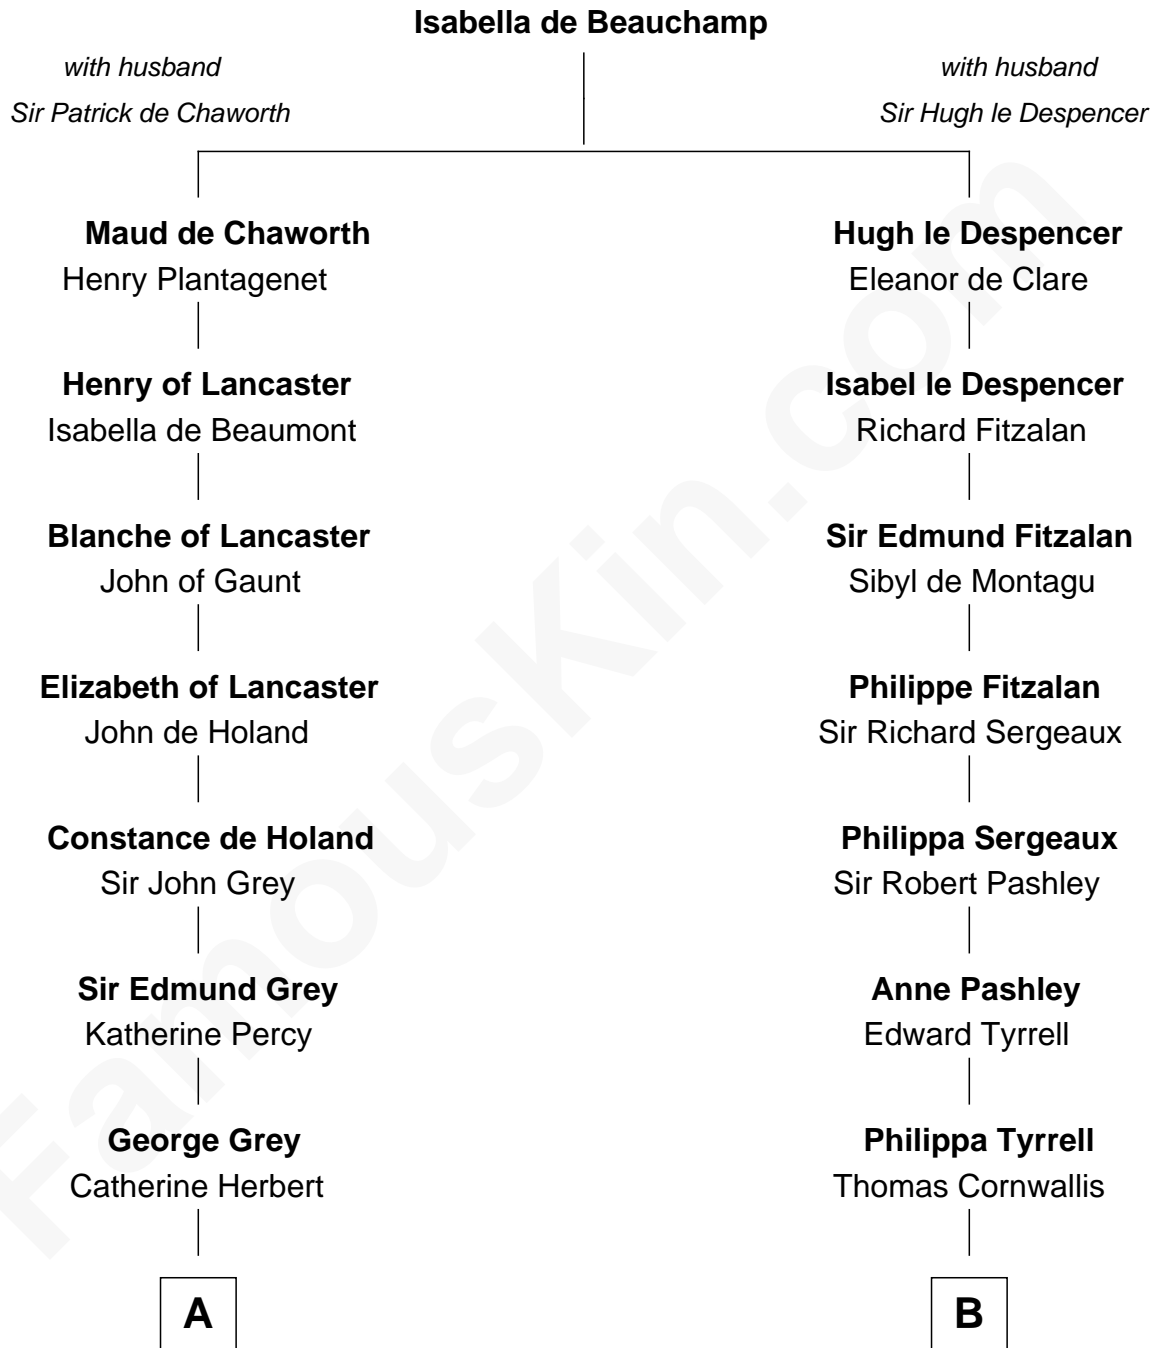 Isabella de Beauchamp
with husband
Sir Patrick de Chaworth
with husband
Sir Hugh le Despencer
Maud de Chaworth
Henry Plantagenet
Hugh le Despencer
Eleanor de Clare
Henry of Lancaster
Isabella de Beaumont
Isabel le Despencer
Richard Fitzalan
Blanche of Lancaster
John of Gaunt
Sir Edmund Fitzalan
Sibyl de Montagu
Elizabeth of Lancaster
John de Holand
Philippe Fitzalan
Sir Richard Sergeaux
Constance de Holand
Sir John Grey
Philippa Sergeaux
Sir Robert Pashley
Sir Edmund Grey
Katherine Percy
Anne Pashley
Edward Tyrrell
George Grey
Catherine Herbert
Philippa Tyrrell
Thomas Cornwallis
A
B
FamousKin.com